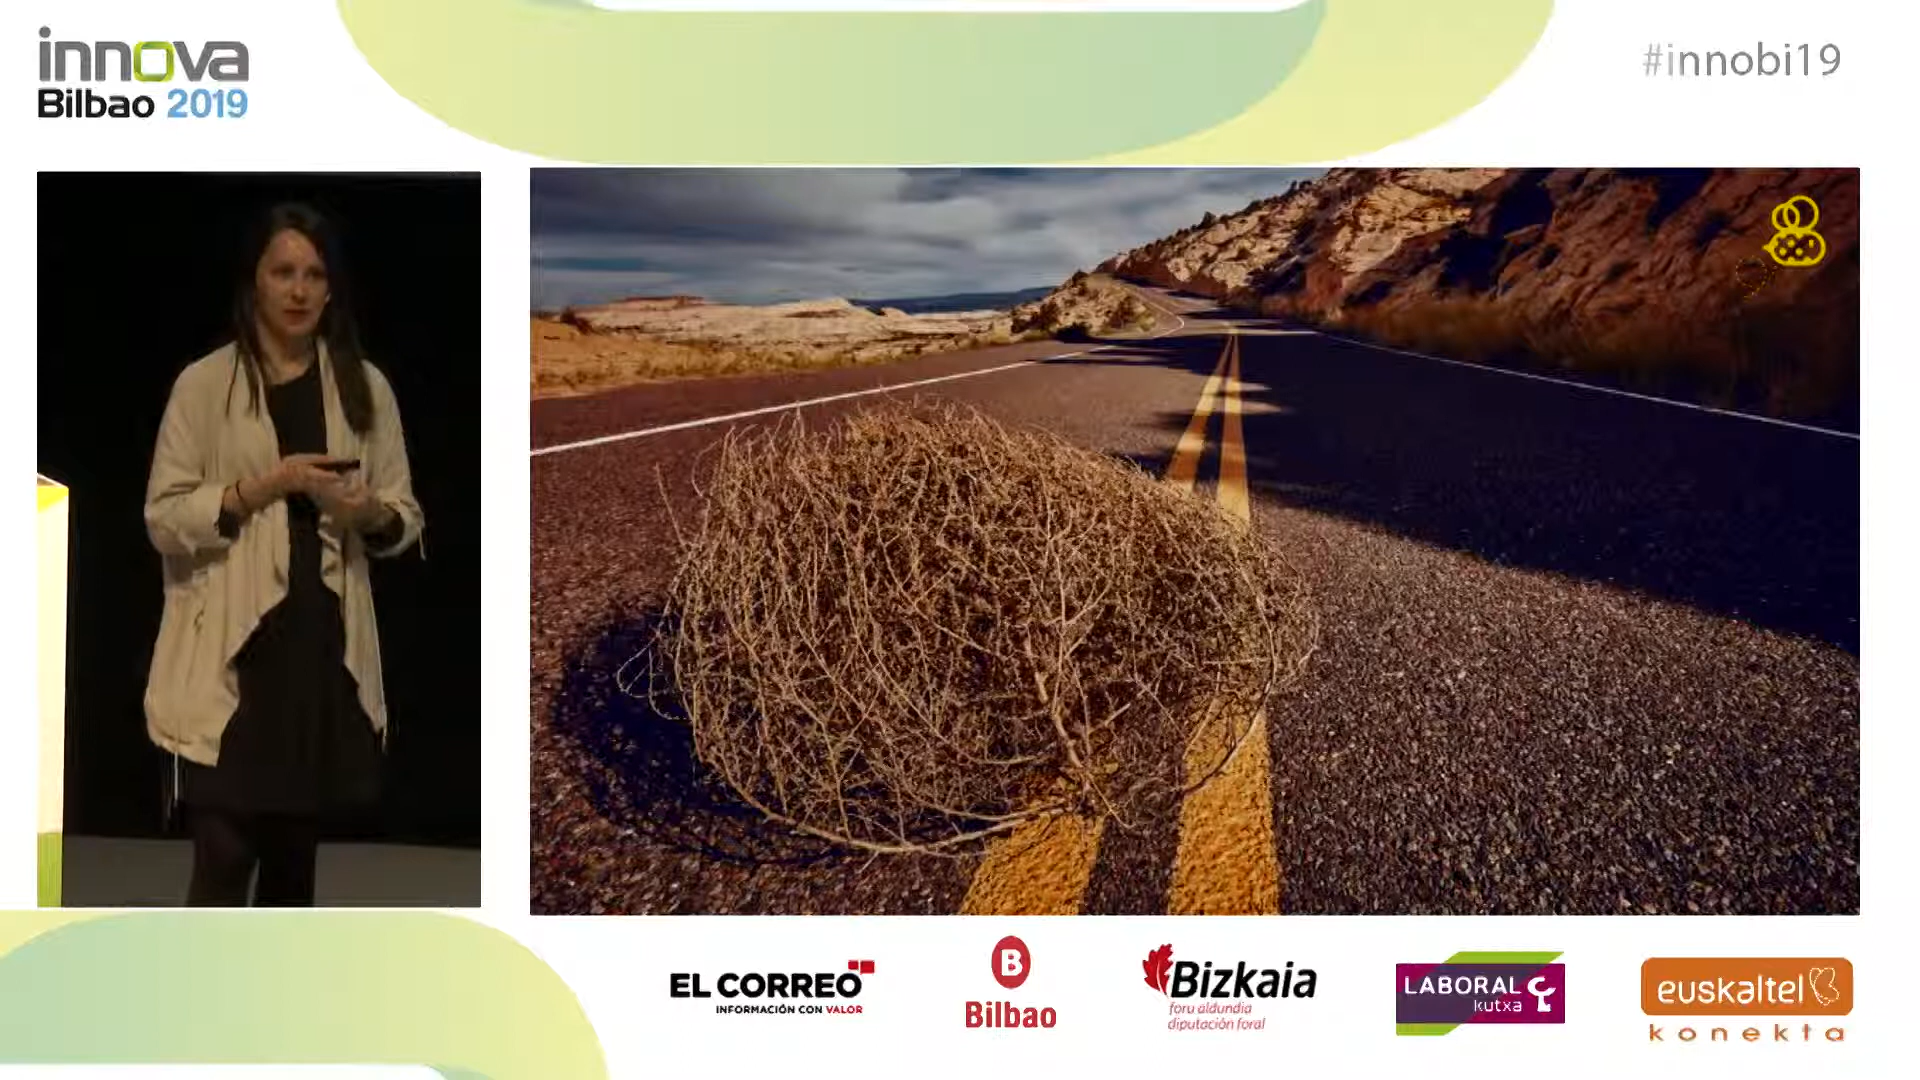 innova
Bilbao 2019
#innobi19
EL CORREO
INFORMACIÓN CON VALOR
B
Bilbao
Bizkaia
foru aldundia
diputación foral
LABORAL
kutxa
euskaltel
konekta